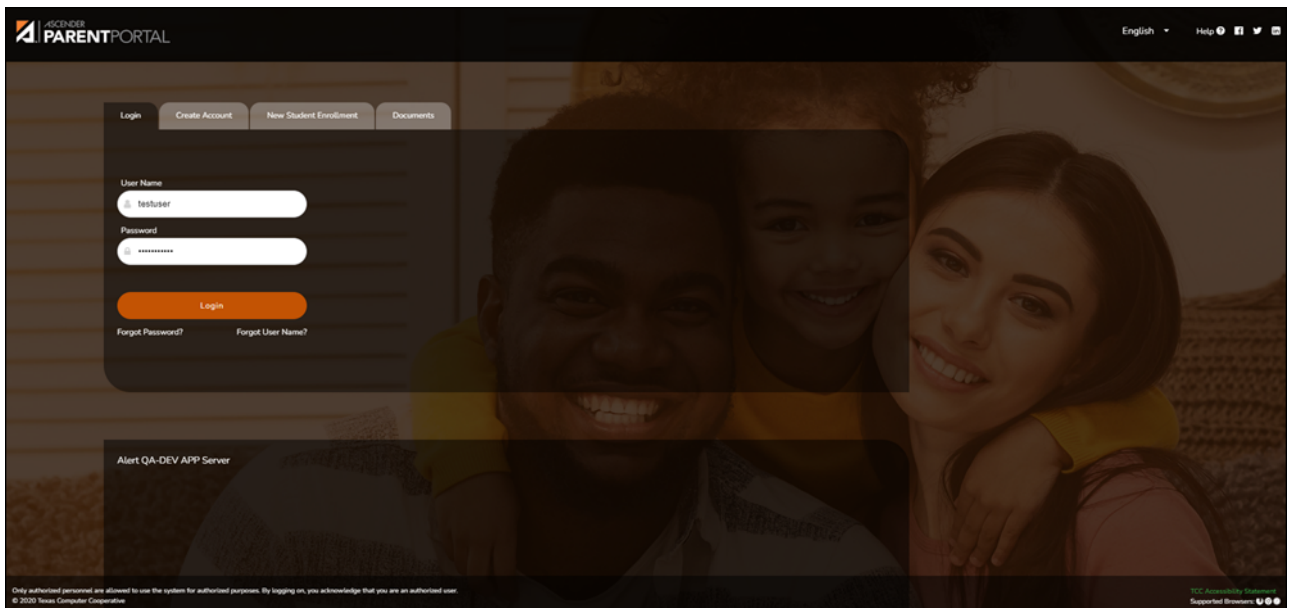 ASCENDER
PARENTPORTAL
English
Help
Login
Create Account
New Student Enrollment
Documents
User Name
testuser
Password
•••••••••••
Login
Forgot Password?
Forgot User Name?
Alert QA-DEV APP Server
Only authorized personnel are allowed to use the system for authorized purposes. By logging on, you acknowledge that you are an authorized user.
© 2020 Texas Computer Cooperative
TCC Accessibility Statement
Supported Browsers: